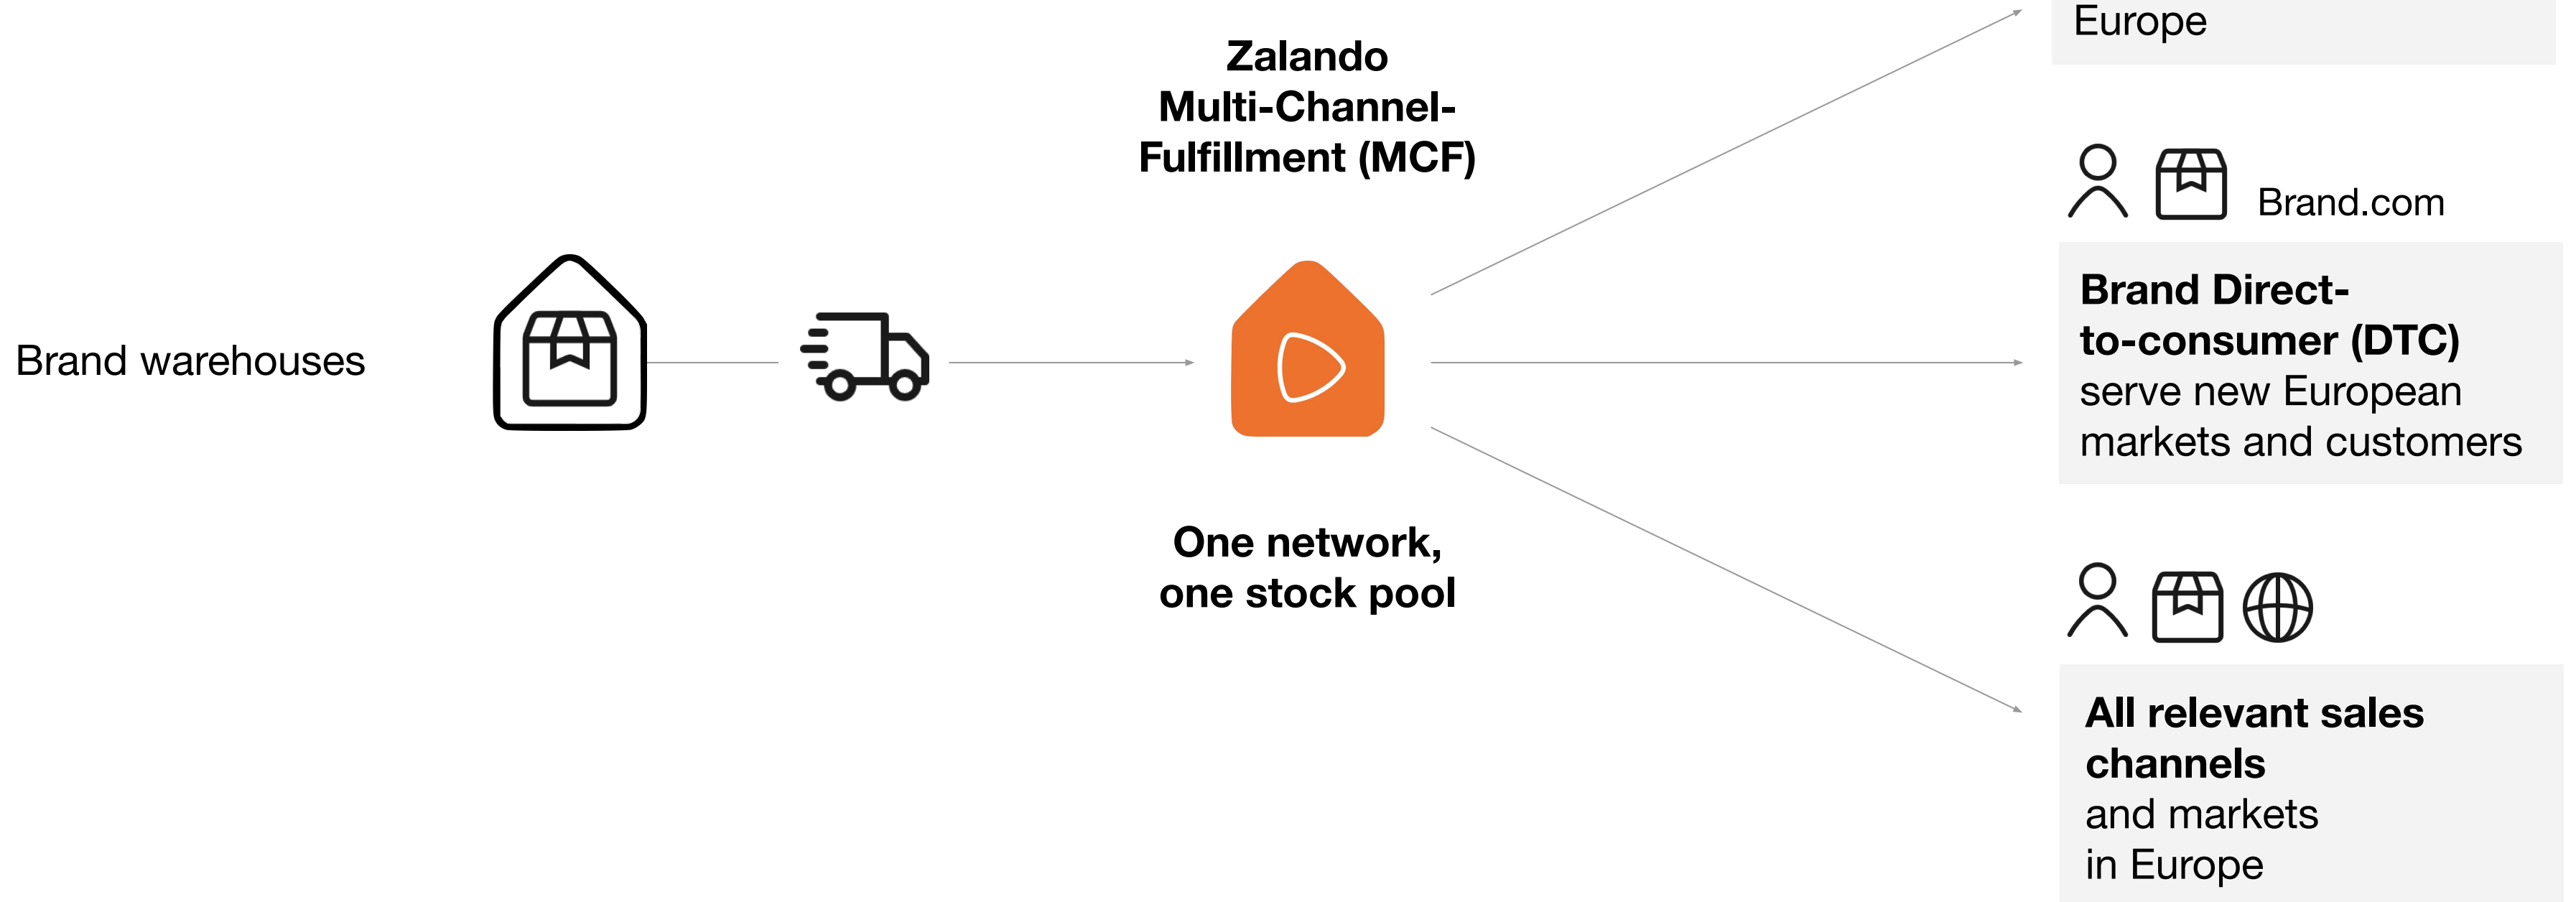 Europe
Zalando
Multi-Channel-
Fulfillment (MCF)
Brand.com
Brand warehouses
Brand Direct-
to-consumer (DTC)
serve new European
markets and customers
One network,
one stock pool
All relevant sales
channels
and markets
in Europe